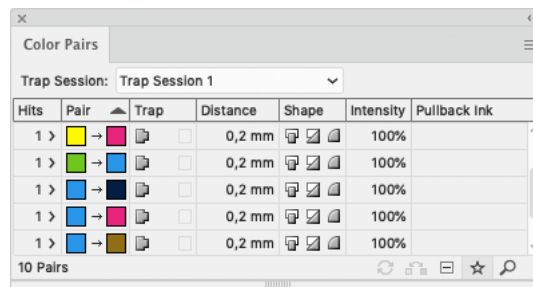 Color Pairs
Trap Session: Trap Session 1
Hits Pair Trap Distance Shape Intensity Pullback Ink
1 0,2 mm 100%
1 0,2 mm 100%
1 0,2 mm 100%
1 0,2 mm 100%
1 0,2 mm 100%
10 Pairs